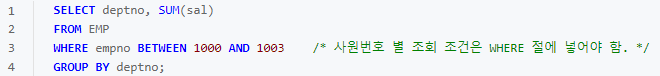 1 SELECT deptno, SUM(sal)
2 FROM EMP
3 WHERE empno BETWEEN 1000 AND 1003 /* 사원번호 별 조회 조건은 WHERE 절에 넣어야 함. */
4 GROUP BY deptno;